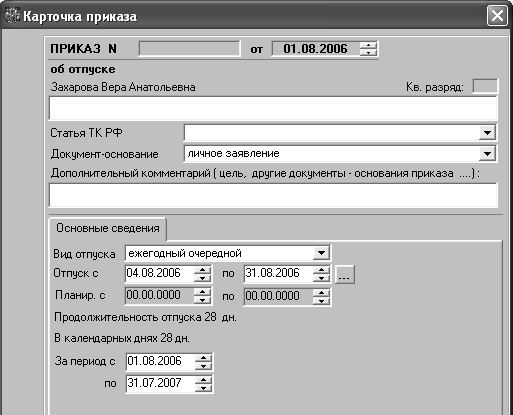 Карточка приказа
ПРИКАЗ N от 01.08.2006
об отпуске
Захарова Вера Анатольевна Кв. разряд:
Статья ТК РФ
Документ-основание личное заявление
Дополнительный комментарий ( цель, другие документы - основания приказа ....) :
Основные сведения
Вид отпуска ежегодный очередной
Отпуск с 04.08.2006 по 31.08.2006 ...
Планир. с 00.00.0000 по 00.00.0000
Продолжительность отпуска 28 дн.
В календарных днях 28 дн.
За период с 01.08.2006
по 31.07.2007